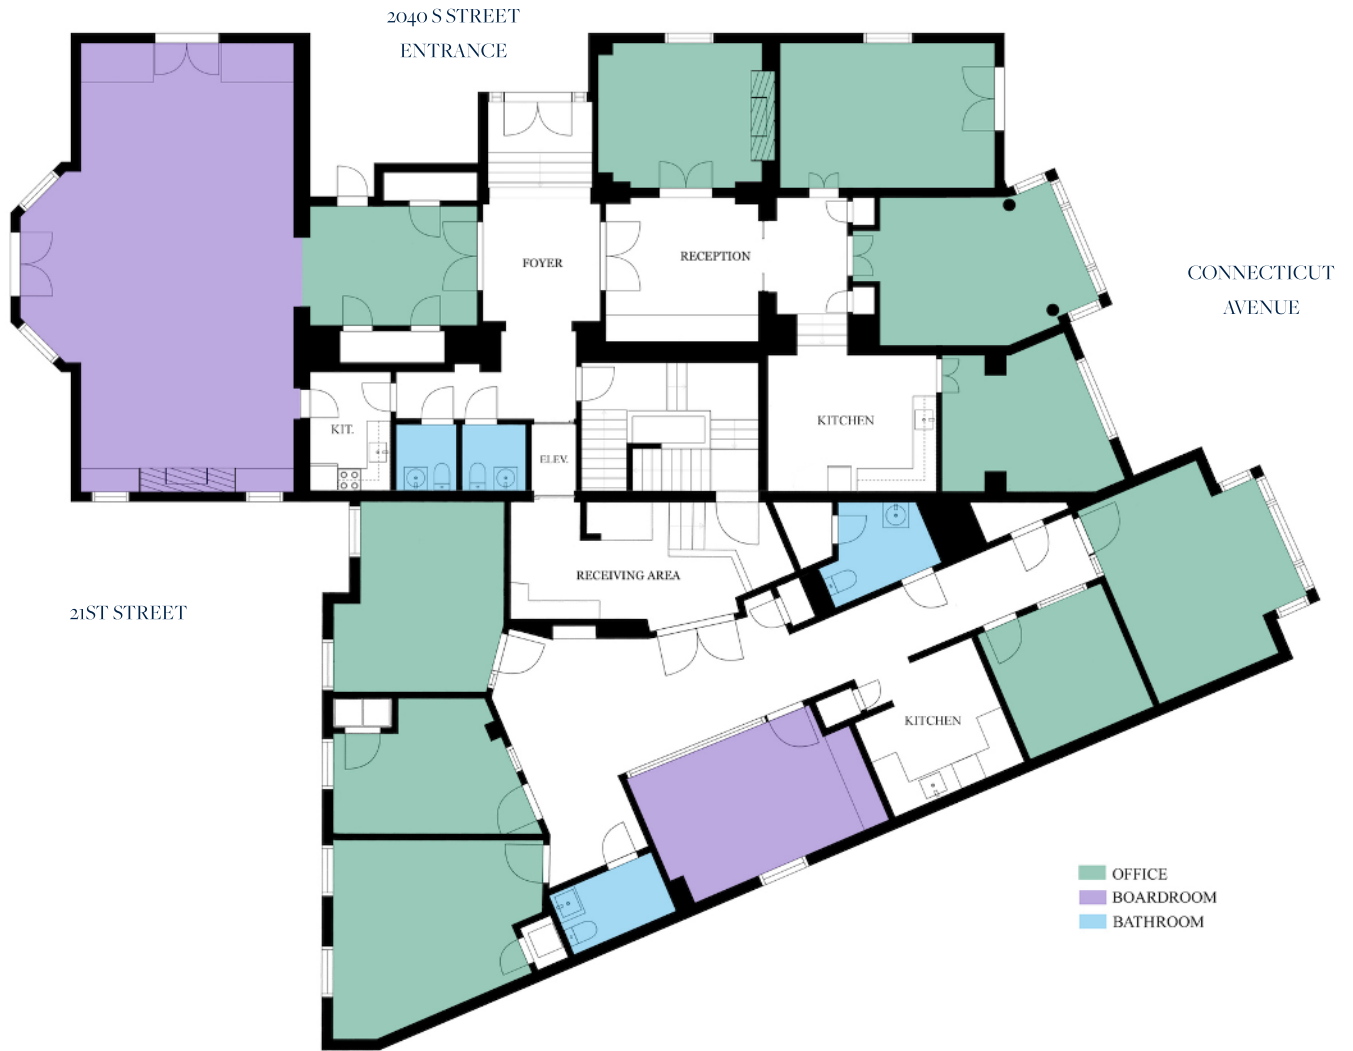 2040 S STREET
ENTRANCE
FOYER
RECEPTION
CONNECTICUT
AVENUE
KIT.
KITCHEN
ELEV.
RECEIVING AREA
21ST STREET
KITCHEN
OFFICE
BOARDROOM
BATHROOM